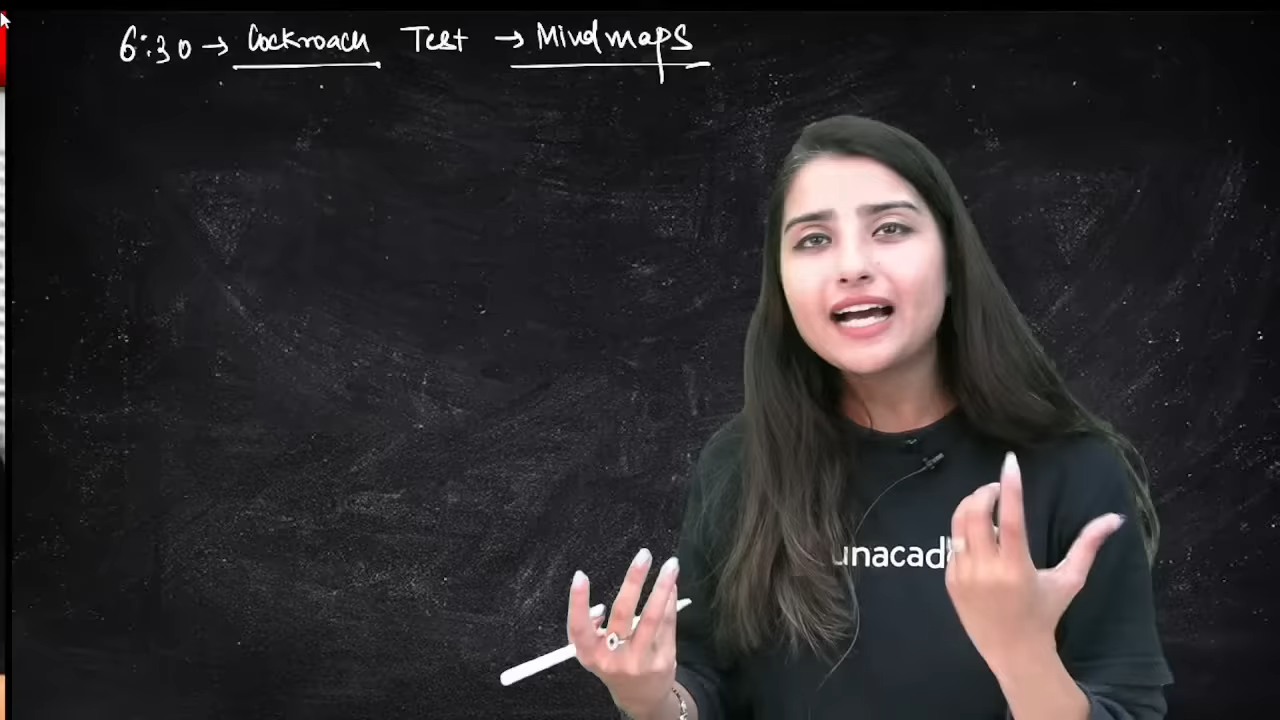 6:30 → Cockroach Test → Mindmaps
unacad